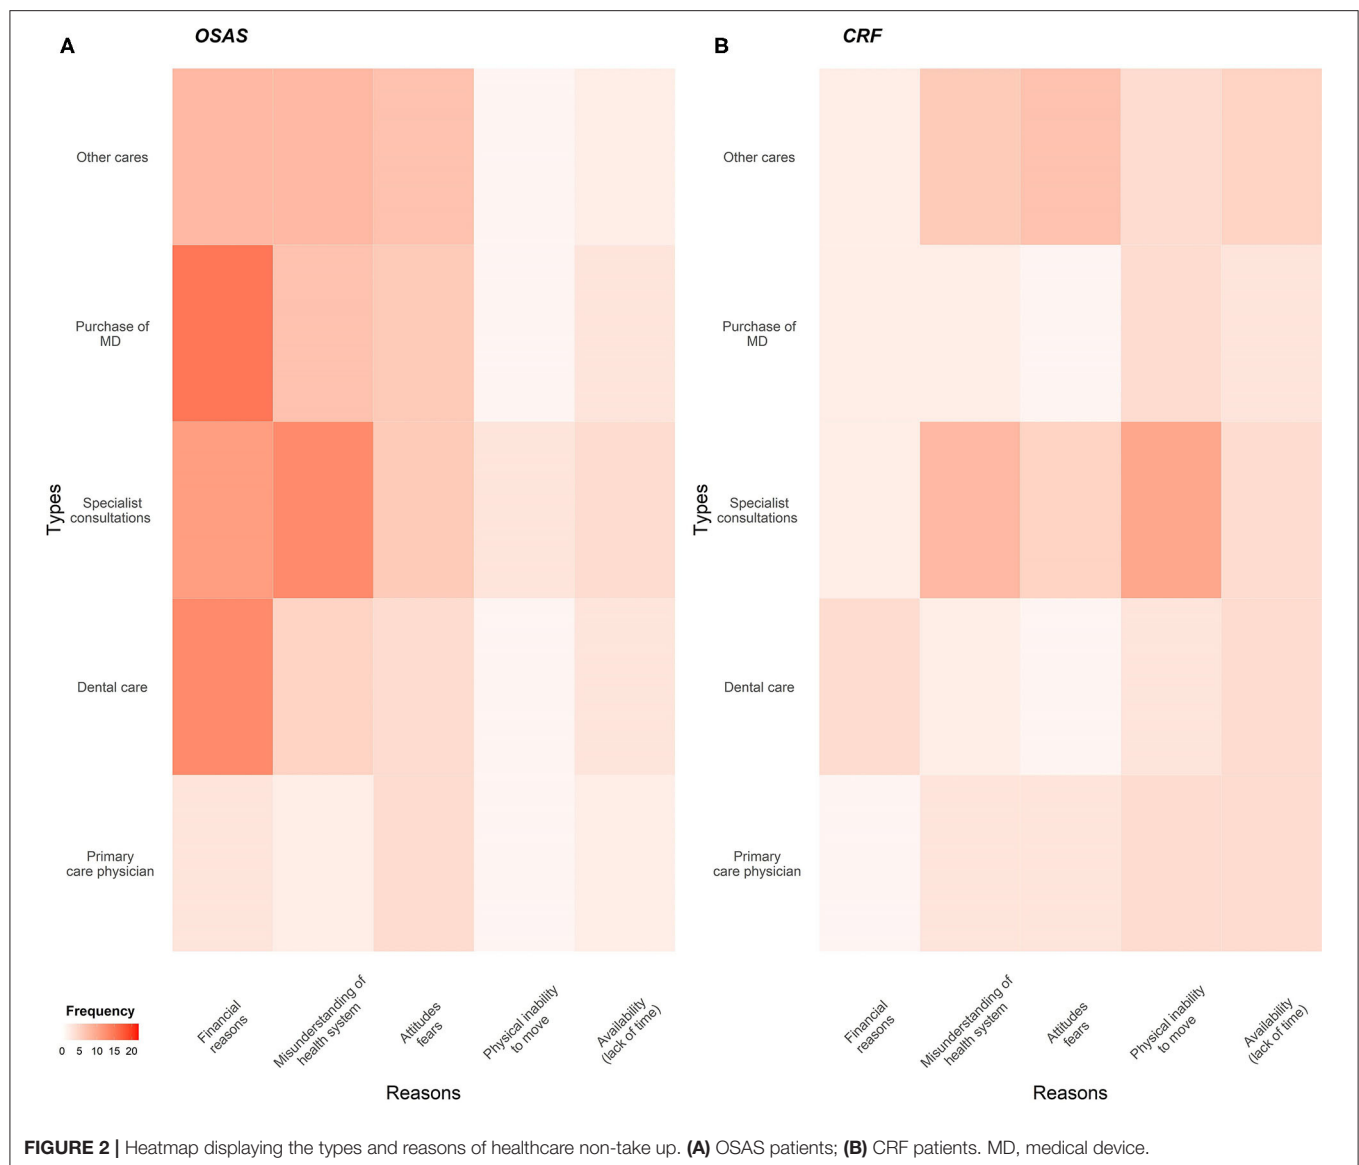 A
OSAS
Types
Other cares
Purchase of
MD
Specialist
consultations
Dental care
Primary
care physician
Financial
reasons
Misunderstanding of
health system
Attitudes
fears
Physical inability
to move
Availability
(lack of time)
Reasons
Frequency
0 5 10 15 20
B
CRF
Types
Other cares
Purchase of
MD
Specialist
consultations
Dental care
Primary
care physician
Financial
reasons
Misunderstanding of
health system
Attitudes
fears
Physical inability
to move
Availability
(lack of time)
Reasons
FIGURE 2 | Heatmap displaying the types and reasons of healthcare non-take up. (A) OSAS patients; (B) CRF patients. MD, medical device.